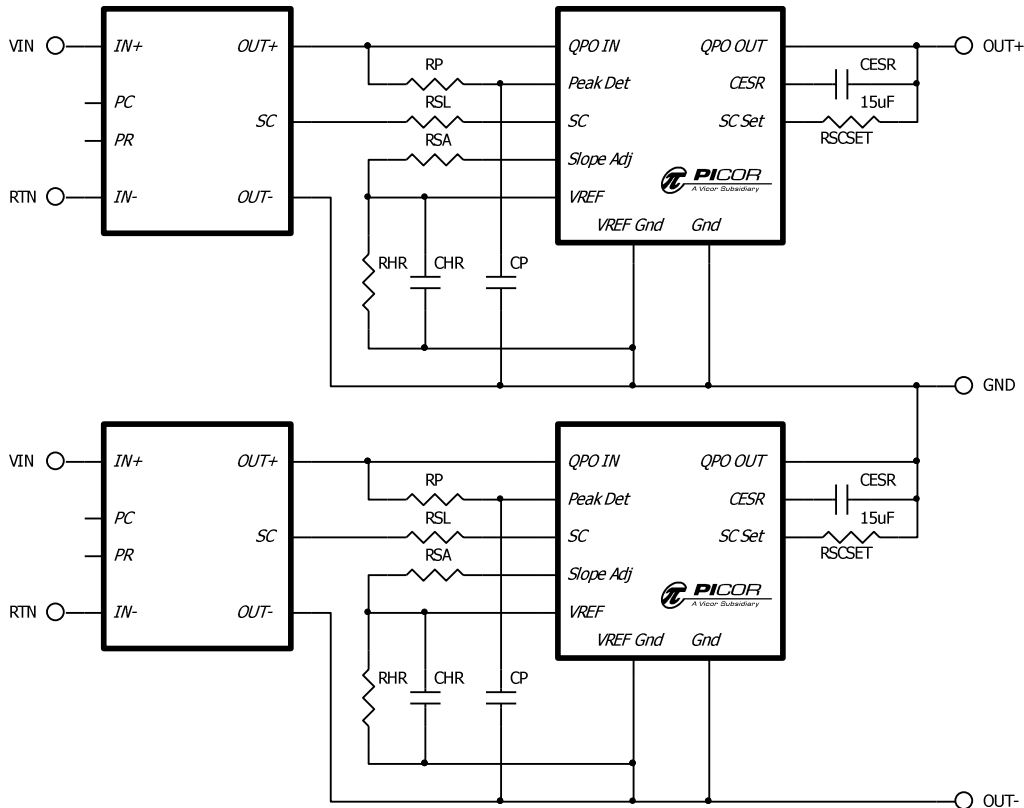 VIN
IN+
OUT+
QPO IN
QPO OUT
OUT+
RP
CESR
Peak Det
CESR
PC
RSL
15uF
SC
SC
SC Set
PR
RSA
RSCSET
Slope Adj
π PICOR
A Vicor Subsidiary
RTN
IN-
OUT-
VREF
VREF Gnd
Gnd
RHR
CHR
CP
GND
VIN
IN+
OUT+
QPO IN
QPO OUT
RP
CESR
Peak Det
CESR
PC
RSL
15uF
SC
SC
SC Set
PR
RSA
RSCSET
Slope Adj
π PICOR
A Vicor Subsidiary
RTN
IN-
OUT-
VREF
VREF Gnd
Gnd
RHR
CHR
CP
OUT-